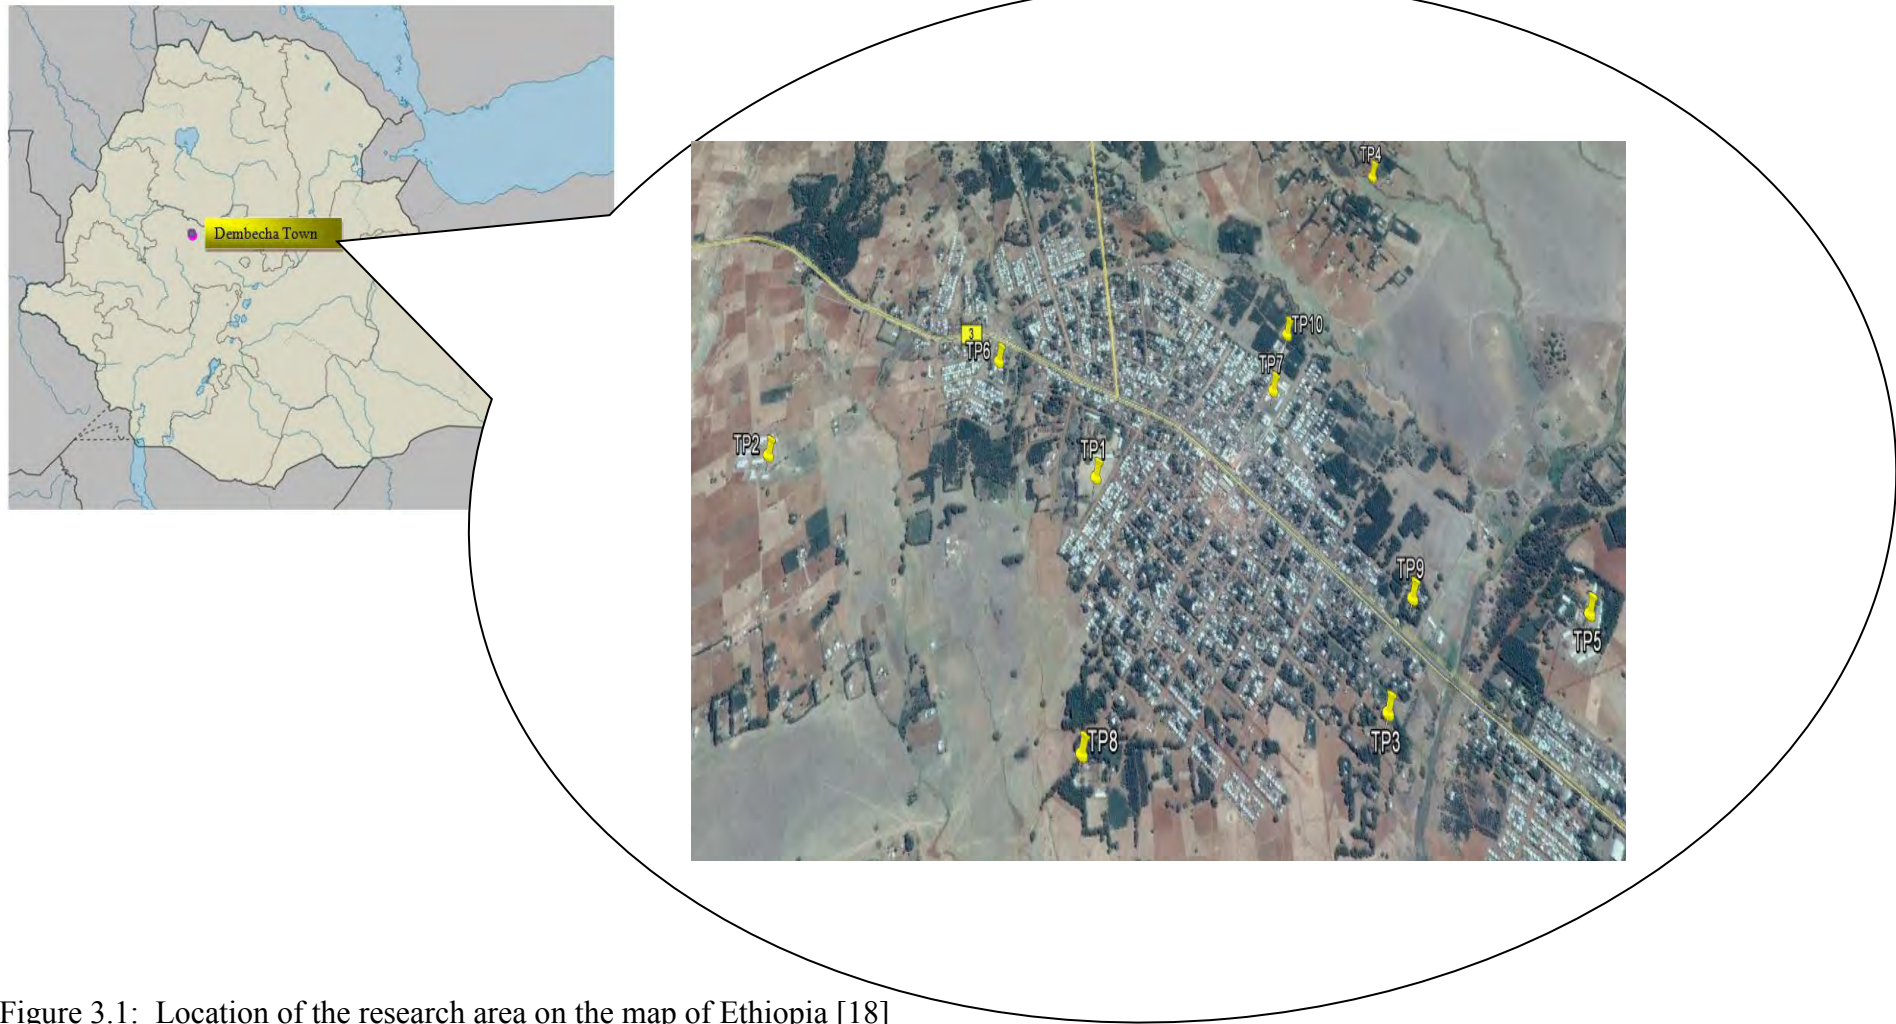 Dembecha Town
TP4
TP10
3
TP6
TP7
TP2
TP1
TP9
TP5
TP8
TP3
Figure 3.1:  Location of the research area on the map of Ethiopia [18]